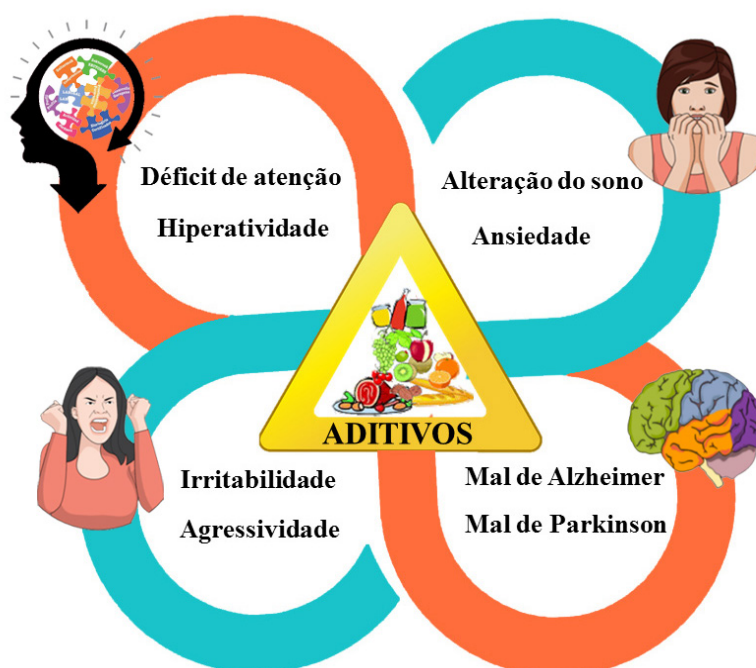 Déficit de atenção
Hiperatividade
Alteração do sono
Ansiedade
ADITIVOS
Irritabilidade
Agressividade
Mal de Alzheimer
Mal de Parkinson